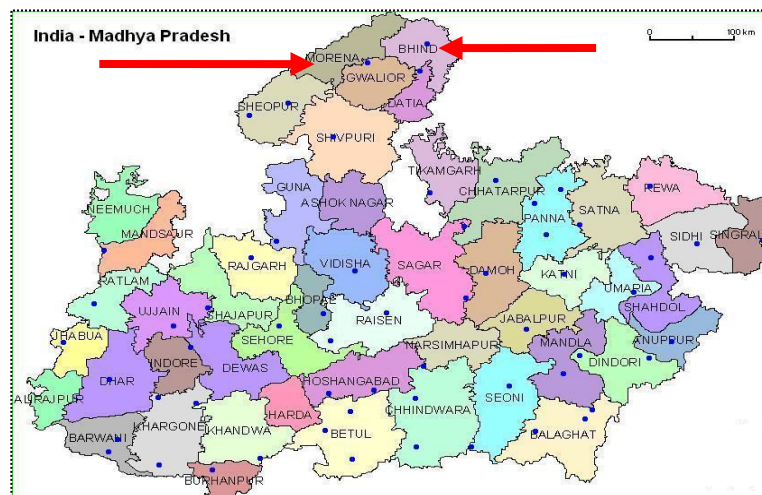 India - Madhya Pradesh
0 100 km
MORENA
BHIND
GWALIOR
DATIA
SHEOPUR
SHIVPURI
TIKAMGARH
CHHATARPUR
REWA
GUNA
ASHOK NAGAR
PANNA
SATNA
NEEMUCH
MANDSAUR
SIDHI
SINGRAL
RAJGARH
VIDISHA
SAGAR
DAMOH
KATNI
RATLAM
UMARIA
UJJAIN
SHAJAPUR
BHOPA
RAISEN
SHAHDOL
JABALPUR
JHABUA
SEHORE
NARSIMHAPUR
MANDLA
ANUPPUR
INDORE
DEWAS
DINDORI
DHAR
HOSHANGABAD
SEONI
ALIRAJPUR
HARDA
CHHINDWARA
BARWANI
KHARGONE
KHANDWA
BETUL
BALAGHAT
BURHANPUR